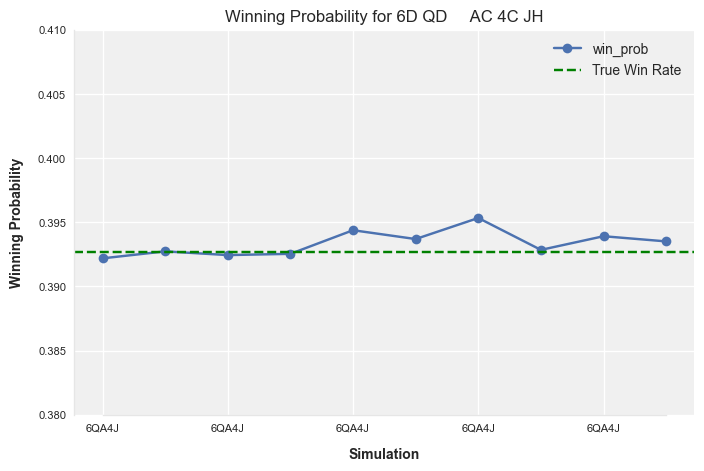 Winning Probability for 6D QD     AC 4C JH
win_prob
True Win Rate
Winning Probability
0.410
0.405
0.400
0.395
0.390
0.385
0.380
6QA4J 6QA4J 6QA4J 6QA4J 6QA4J
Simulation